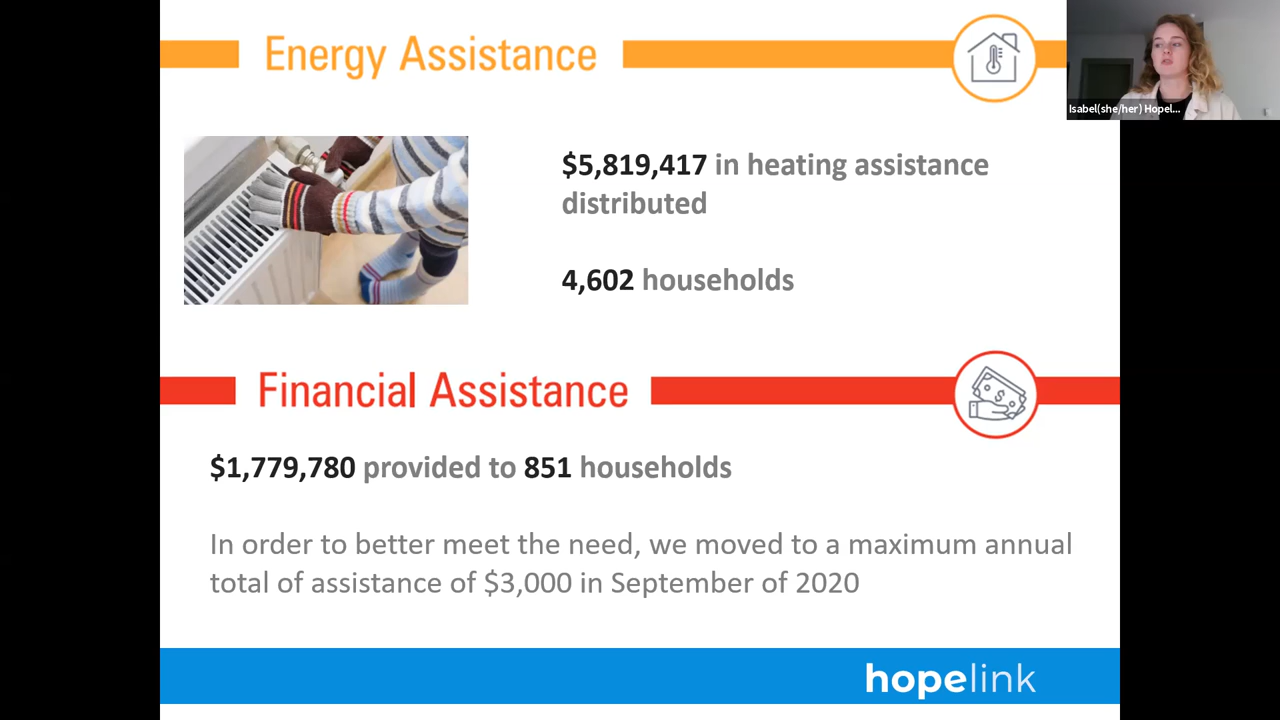 Energy Assistance
Isabel(she/her) Hopel...
$5,819,417 in heating assistance
distributed
4,602 households
Financial Assistance
$1,779,780 provided to 851 households
In order to better meet the need, we moved to a maximum annual
total of assistance of $3,000 in September of 2020
hopelink